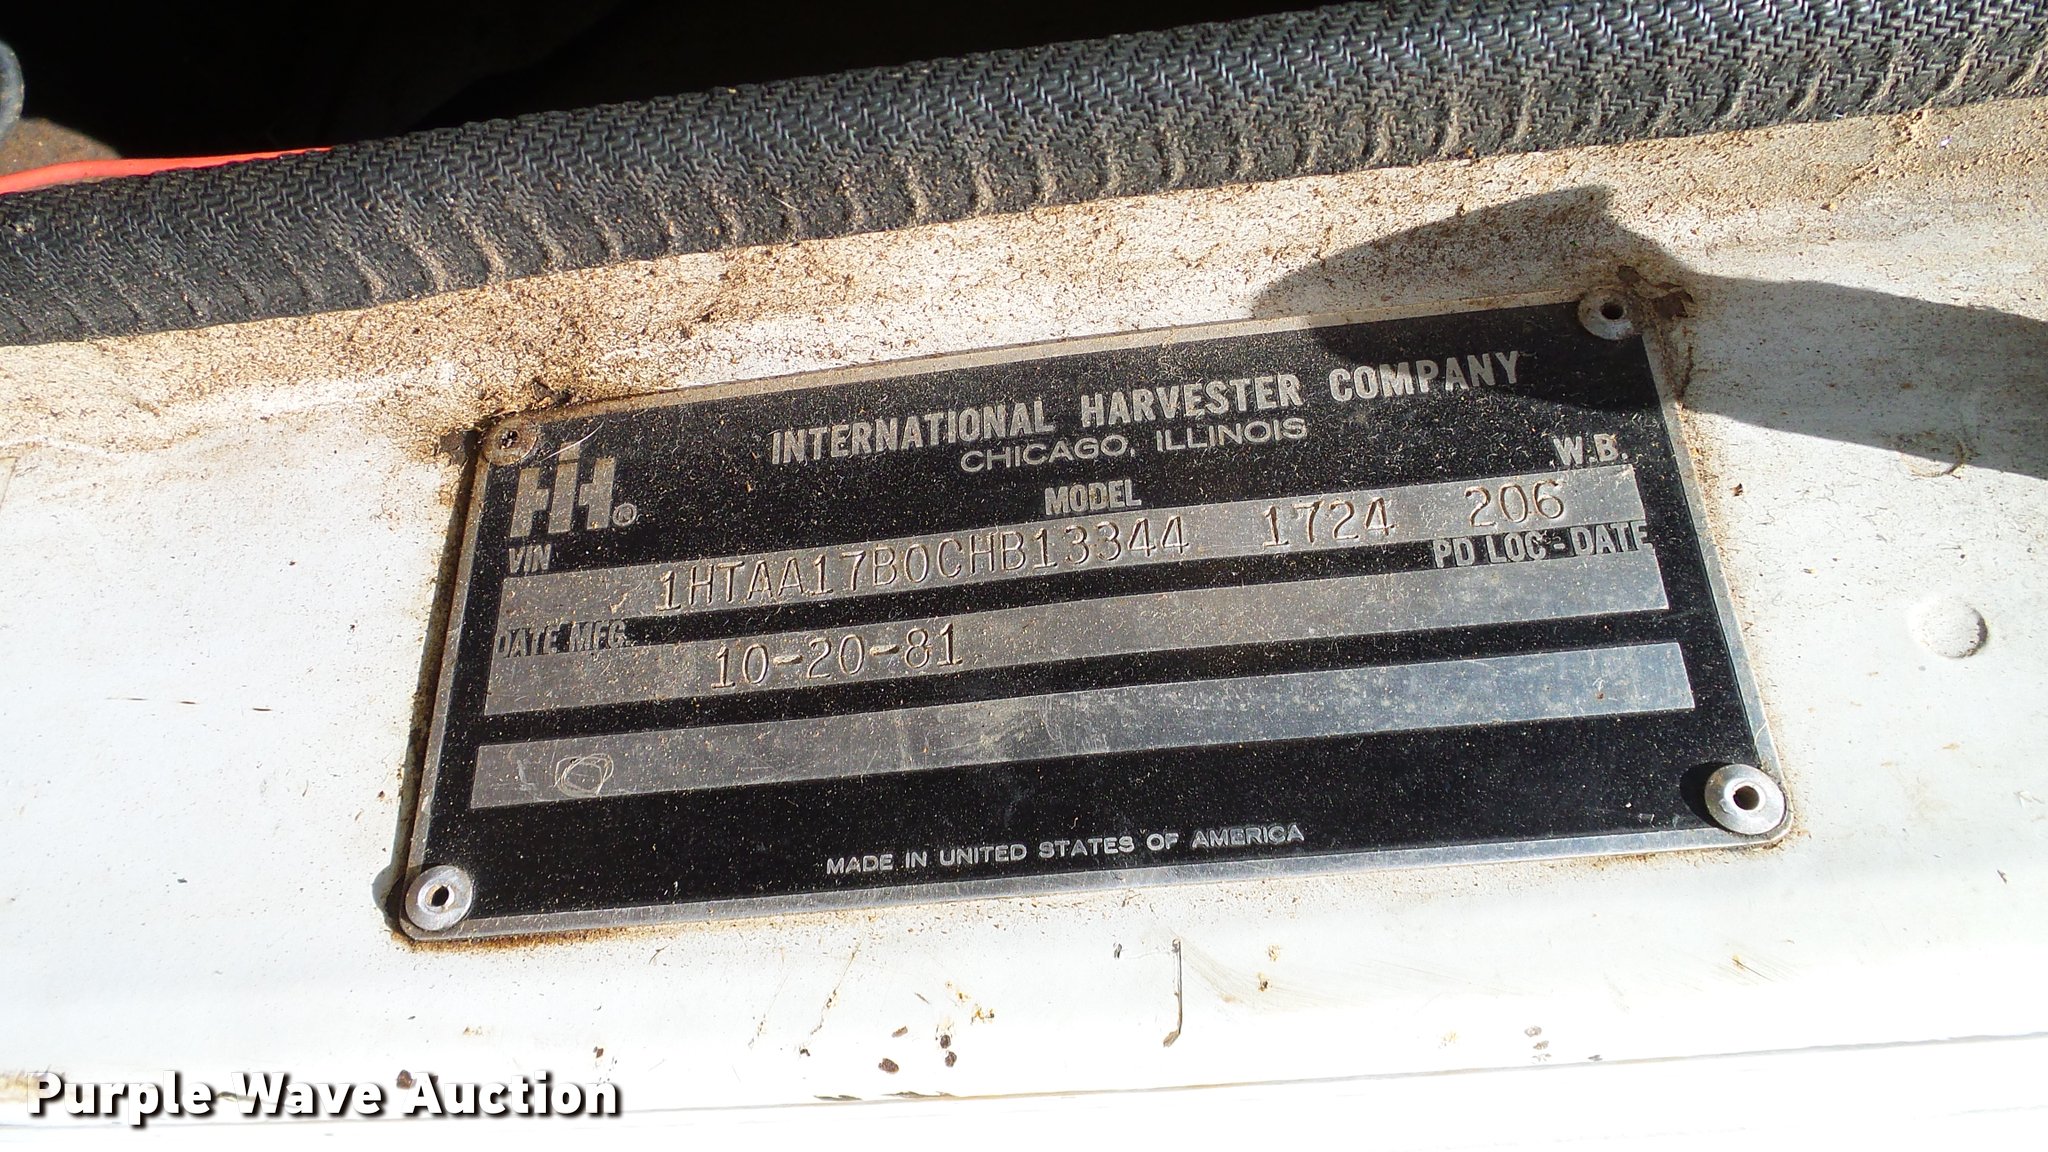 INTERNATIONAL HARVESTER COMPANY
CHICAGO, ILLINOIS
IH®
VIN MODEL W.B.
1HTAA17B0CHB13344 1724 206
DATE MFG. PD LOC-DATE
10-20-81
MADE IN UNITED STATES OF AMERICA
Purple Wave Auction